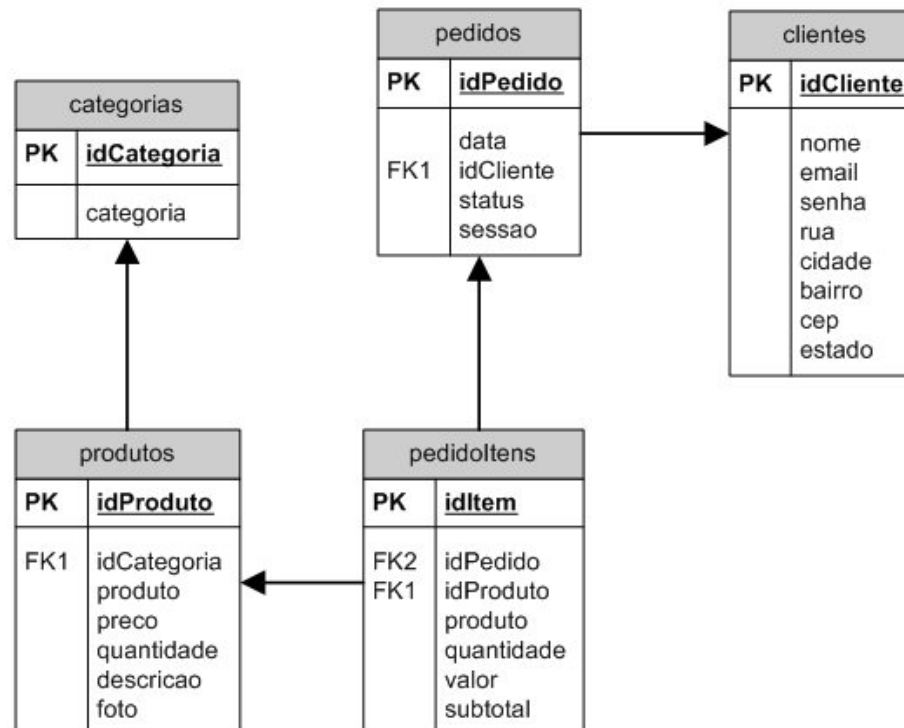 pedidos
PK idPedido
data
FK1 idCliente
status
sessao
clientes
PK idCliente
nome
email
senha
rua
cidade
bairro
cep
estado
categorias
PK idCategoria
categoria
produtos
PK idProduto
FK1 idCategoria
produto
preco
quantidade
descricao
foto
pedidoItens
PK idItem
FK2 idPedido
FK1 idProduto
produto
quantidade
valor
subtotal